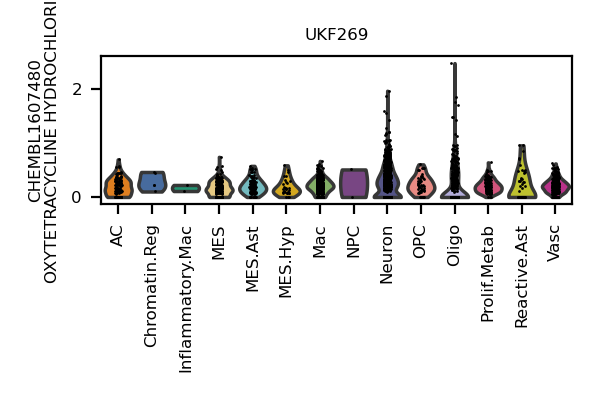 UKF269
CHEMBL1607480
OXYTETRACYCLINE HYDROCHLORI
2
0
AC
Chromatin.Reg
Inflammatory.Mac
MES
MES.Ast
MES.Hyp
Mac
NPC
Neuron
OPC
Oligo
Prolif.Metab
Reactive.Ast
Vasc